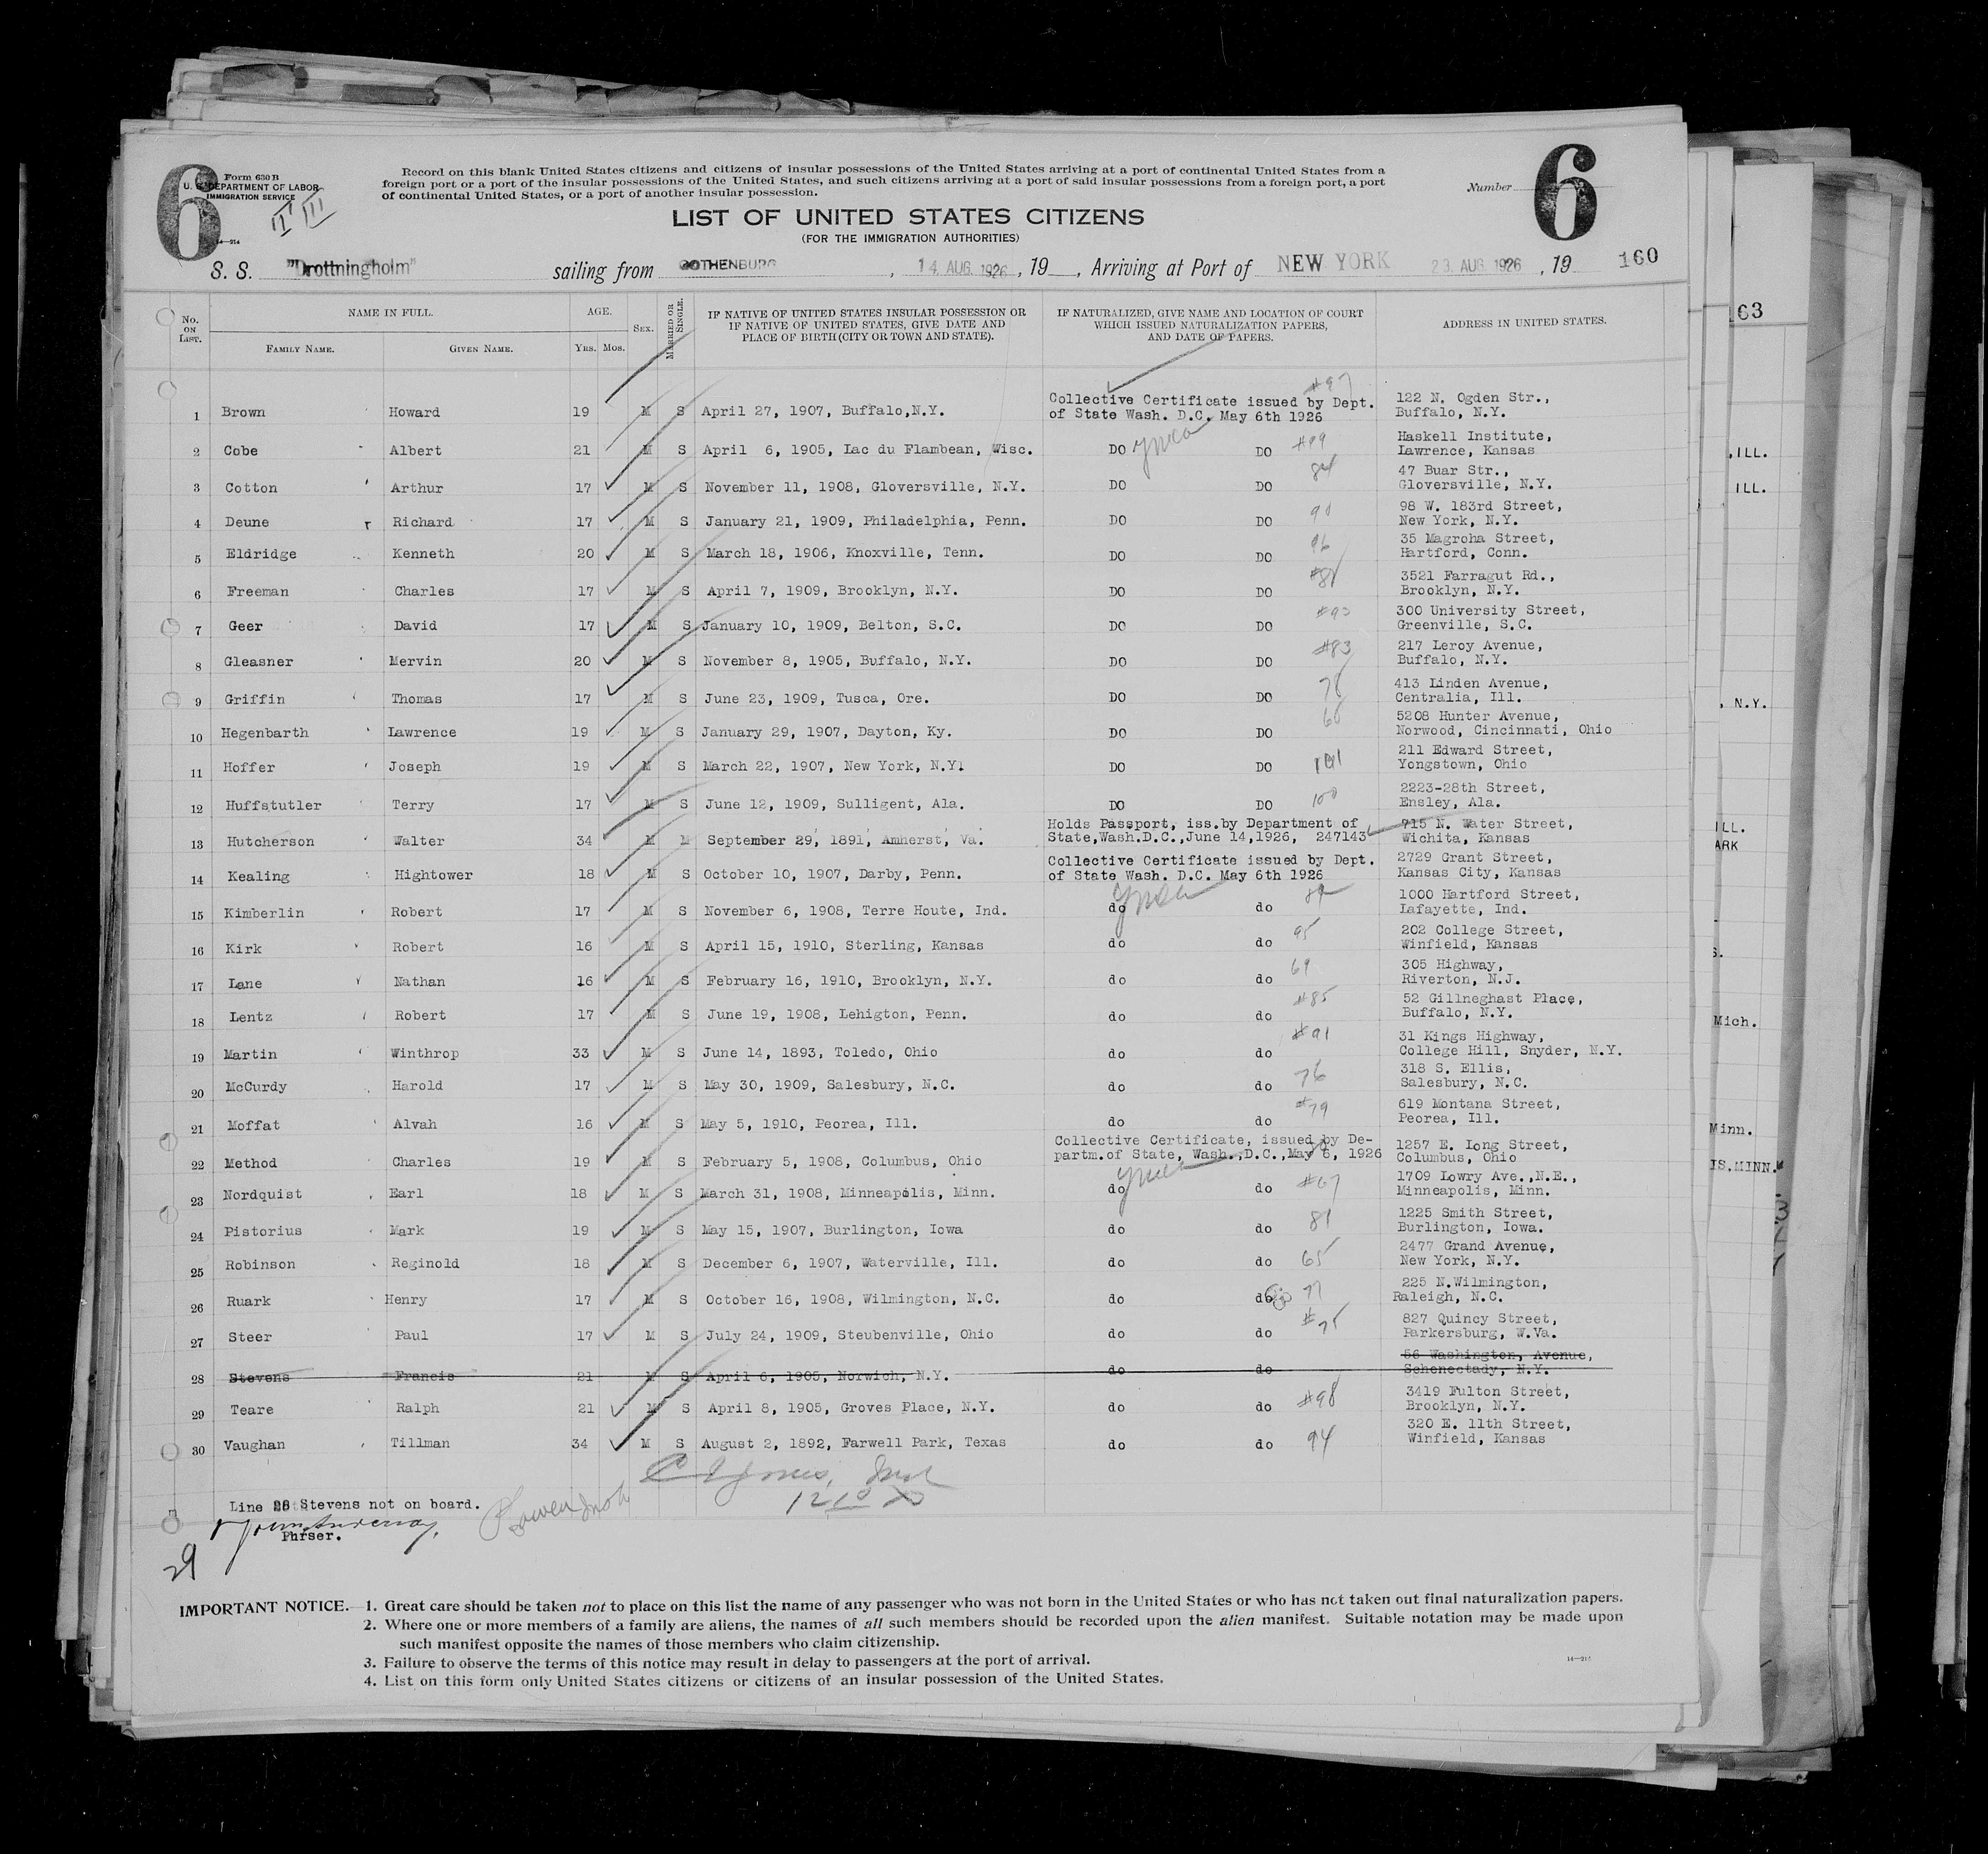 6
Form 630 B
U. S. DEPARTMENT OF LABOR
IMMIGRATION SERVICE
II III
14—214
Record on this blank United States citizens and citizens of insular possessions of the United States arriving at a port of continental United States from a
foreign port or a port of the insular possessions of the United States, and such citizens arriving at a port of said insular possessions from a foreign port, a port
of continental United States, or a port of another insular possession.
Number
6
LIST OF UNITED STATES CITIZENS
(FOR THE IMMIGRATION AUTHORITIES)
S. S. "Drottningholm" sailing from GOTHENBURG, 14. AUG. 1926, 19__, Arriving at Port of NEW YORK 23. AUG. 1926, 19 160
No. ON LIST. NAME IN FULL. AGE. SEX. MARRIED OR SINGLE. IF NATIVE OF UNITED STATES INSULAR POSSESSION OR IF NATIVE OF UNITED STATES, GIVE DATE AND PLACE OF BIRTH (CITY OR TOWN AND STATE). IF NATURALIZED, GIVE NAME AND LOCATION OF COURT WHICH ISSUED NATURALIZATION PAPERS, AND DATE OF PAPERS. ADDRESS IN UNITED STATES.
FAMILY NAME. GIVEN NAME. YRS. MOS.
1 Brown Howard 19 M S April 27, 1907, Buffalo,N.Y. Collective Certificate issued by Dept. of State Wash. D.C. May 6th 1926 #97 122 N. Ogden Str., Buffalo, N.Y.
2 Cobe Albert 21 M S April 6, 1905, Lac du Flambean, Wisc. DO DO Haskell Institute, Lawrence, Kansas
3 Cotton Arthur 17 M S November 11, 1908, Gloversville, N.Y. DO DO 84 47 Buar Str., Gloversville, N.Y.
4 Deune Richard 17 M S January 21, 1909, Philadelphia, Penn. DO DO 98 W. 183rd Street, New York, N.Y.
5 Eldridge Kenneth 20 M S March 18, 1906, Knoxville, Tenn. DO DO 96 35 Magroha Street, Hartford, Conn.
6 Freeman Charles 17 M S April 7, 1909, Brooklyn, N.Y. DO DO 3521 Farragut Rd., Brooklyn, N.Y.
7 Geer David 17 M S January 10, 1909, Belton, S.C. DO DO 300 University Street, Greenville, S.C.
8 Gleasner Mervin 20 M S November 8, 1905, Buffalo, N.Y. DO DO #83 217 Leroy Avenue, Buffalo, N.Y.
9 Griffin Thomas 17 M S June 23, 1909, Tusca, Ore. DO DO 413 Linden Avenue, Centralia, Ill.
10 Hegenbarth Lawrence 19 M S January 29, 1907, Dayton, Ky. DO DO 5208 Hunter Avenue, Norwood, Cincinnati, Ohio
11 Hoffer Joseph 19 M S March 22, 1907, New York, N.Y. DO DO 211 Edward Street, Yongstown, Ohio
12 Huffstutler Terry 17 M S June 12, 1909, Sulligent, Ala. DO DO 100 2223-28th Street, Ensley, Ala.
13 Hutcherson Walter 34 M M September 29, 1891, Amherst, Va. Holds Passport, iss.by Department of State,Wash.D.C.,June 14,1926, 247143 715 N. Water Street, Wichita, Kansas
14 Kealing Hightower 18 M S October 10, 1907, Darby, Penn. Collective Certificate issued by Dept. of State Wash. D.C. May 6th 1926 2729 Grant Street, Kansas City, Kansas
15 Kimberlin Robert 17 M S November 6, 1908, Terre Houte, Ind. do do 1000 Hartford Street, Lafayette, Ind.
16 Kirk Robert 16 M S April 15, 1910, Sterling, Kansas do do 95 202 College Street, Winfield, Kansas
17 Lane Nathan 16 M S February 16, 1910, Brooklyn, N.Y. do do 69 305 Highway, Riverton, N.J.
18 Lentz Robert 17 M S June 19, 1908, Lehigton, Penn. do do #85 52 Gillneghast Place, Buffalo, N.Y.
19 Martin Winthrop 33 M S June 14, 1893, Toledo, Ohio do do #91 31 Kings Highway, College Hill, Snyder, N.Y.
20 McCurdy Harold 17 M S May 30, 1909, Salesbury, N.C. do do 76 318 S. Ellis, Salesbury, N.C.
21 Moffat Alvah 16 M S May 5, 1910, Peorea, Ill. do do #79 619 Montana Street, Peorea, Ill.
22 Method Charles 19 M S February 5, 1908, Columbus, Ohio Collective Certificate, issued by De- partm.of State, Wash.,D.C.,May 6, 1926 1257 E. Long Street, Columbus, Ohio
23 Nordquist Earl 18 M S March 31, 1908, Minneapolis, Minn. do do #67 1709 Lowry Ave.,N.E., Minneapolis, Minn.
24 Pistorius Mark 19 M S May 15, 1907, Burlington, Iowa do do 81 1225 Smith Street, Burlington, Iowa.
25 Robinson Reginold 18 M S December 6, 1907, Waterville, Ill. do do 65 2477 Grand Avenue, New York, N.Y.
26 Ruark Henry 17 M S October 16, 1908, Wilmington, N.C. do do 77 225 N.Wilmington, Raleigh, N.C.
27 Steer Paul 17 M S July 24, 1909, Steubenville, Ohio do do #75 827 Quincy Street, Parkersburg, W.Va.
28 Stevens Francis 21 M S April 6, 1905, Norwich, N.Y. do do 56 Washington, Avenue, Schenectady, N.Y.
29 Teare Ralph 21 M S April 8, 1905, Groves Place, N.Y. do do #98 3419 Fulton Street, Brooklyn, N.Y.
30 Vaughan Tillman 34 M S August 2, 1892, Farwell Park, Texas do do 94 320 E. 11th Street, Winfield, Kansas
Line 28 Stevens not on board.
Purser.
29
IMPORTANT NOTICE.—1. Great care should be taken not to place on this list the name of any passenger who was not born in the United States or who has not taken out final naturalization papers.
2. Where one or more members of a family are aliens, the names of all such members should be recorded upon the alien manifest. Suitable notation may be made upon
such manifest opposite the names of those members who claim citizenship.
3. Failure to observe the terms of this notice may result in delay to passengers at the port of arrival.
4. List on this form only United States citizens or citizens of an insular possession of the United States.
14—214
63
, ILL.
ILL.
, N.Y.
ILL.
ARK
S.
Mich.
Minn.
IS,MINN.